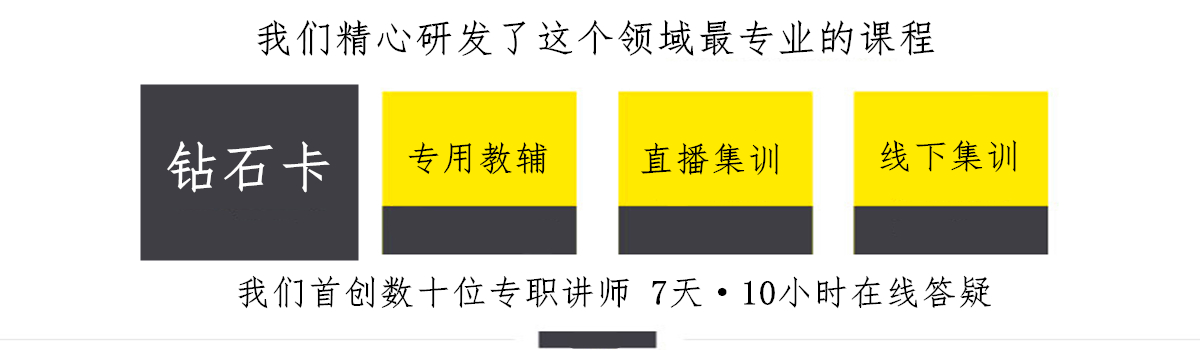 我们精心研发了这个领域最专业的课程
钻石卡
专用教辅
直播集训
线下集训
我们首创数十位专职讲师 7天·10小时在线答疑